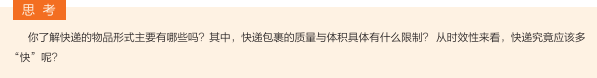 思 考
你了解快递的物品形式主要有哪些吗？其中，快递包裹的质量与体积具体有什么限制？ 从时效性来看，快递究竟应该多
“快”呢？